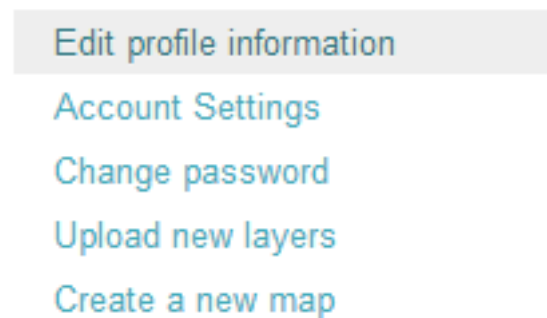 Edit profile information
Account Settings
Change password
Upload new layers
Create a new map